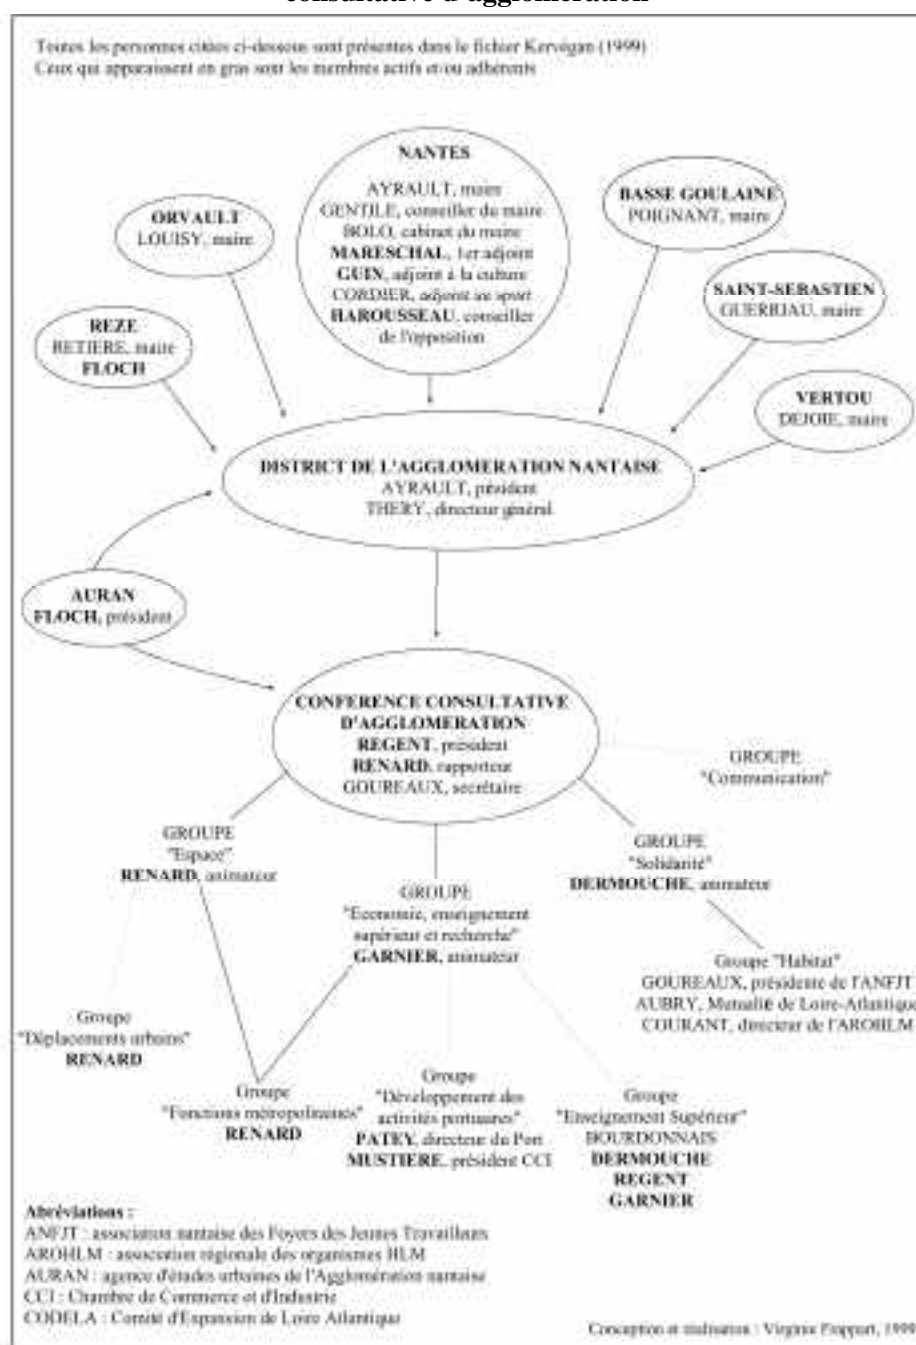 consultative d'agglomération
Toutes les personnes citées ci-dessous sont présentes dans le fichier Kervégan (1999)
Ceux qui apparaissent en gras sont les membres actifs et/ou adhérents
NANTES
AYRAULT, maire
GENTILE, conseiller du maire
BOLO, cabinet du maire
MARESCHAL, 1er adjoint
GUIN, adjoint à la culture
CORDIER, adjoint au sport
HAROUSSEAU, conseiller
de l'opposition
ORVAULT
LOUISY, maire
BASSE GOULAINE
POIGNANT, maire
SAINT-SEBASTIEN
GUERRIAU, maire
REZE
RETIERE, maire
FLOCH
VERTOU
DEJOIE, maire
DISTRICT DE L'AGGLOMERATION NANTAISE
AYRAULT, président
THERY, directeur général
AURAN
FLOCH, président
CONFERENCE CONSULTATIVE
D'AGGLOMERATION
REGENT, président
RENARD, rapporteur
GOUREAUX, secrétaire
GROUPE
"Communication"
GROUPE
"Espace"
RENARD, animateur
GROUPE
"Solidarité"
DERMOUCHE, animateur
GROUPE
"Economie, enseignement
supérieur et recherche"
GARNIER, animateur
Groupe "Habitat"
GOUREAUX, présidente de l'ANFJT
AUBRY, Mutualité de Loire-Atlantique
COURANT, directeur de l'AROHLM
Groupe
"Déplacements urbains"
RENARD
Groupe
"Fonctions métropolitaines"
RENARD
Groupe
"Développement des
activités portuaires"
PATEY, directeur du Port
MUSTIERE, président CCI
Groupe
"Enseignement Supérieur"
BOURDONNAIS
DERMOUCHE
REGENT
GARNIER
Abréviations :
ANFJT : association nantaise des Foyers des Jeunes Travailleurs
AROHLM : association régionale des organismes HLM
AURAN : agence d'études urbaines de l'Agglomération nantaise
CCI : Chambre de Commerce et d'Industrie
CODELA : Comité d'Expansion de Loire Atlantique
Conception et réalisation : Virginie 1999